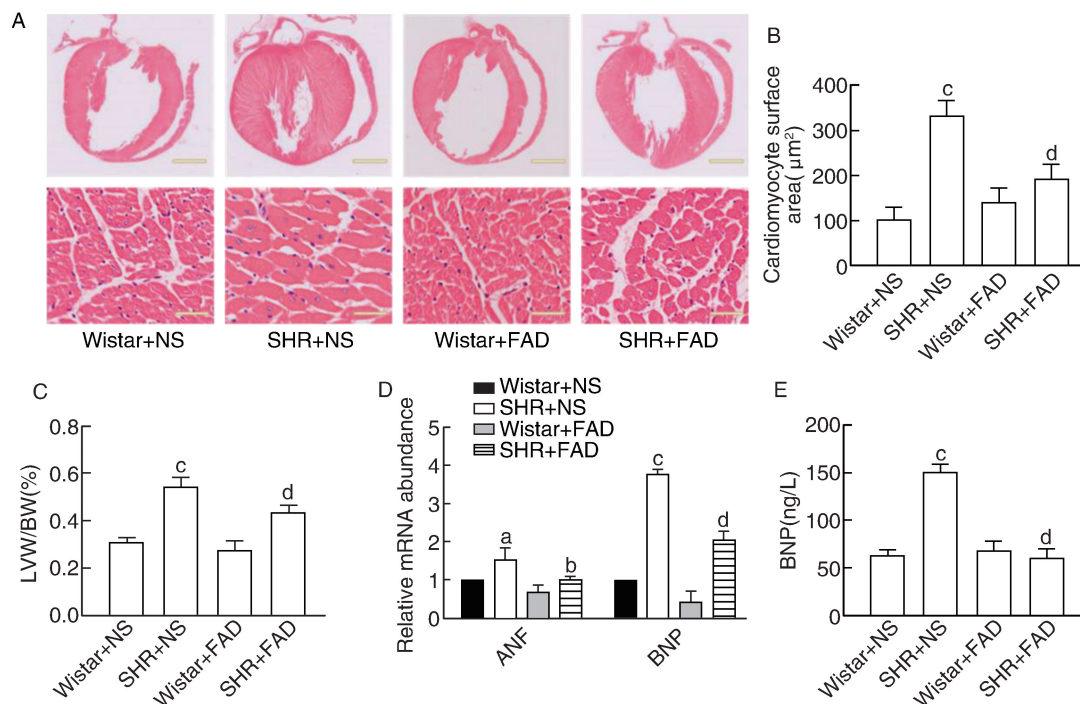 A
Wistar+NS
SHR+NS
Wistar+FAD
SHR+FAD
B
Cardiomyocyte surface
area( μm²)
400
300
200
100
0
c
d
Wistar+NS
SHR+NS
Wistar+FAD
SHR+FAD
C
LVW/BW(%)
0.8
0.6
0.4
0.2
0.0
c
d
Wistar+NS
SHR+NS
Wistar+FAD
SHR+FAD
D
Wistar+NS
SHR+NS
Wistar+FAD
SHR+FAD
Relative mRNA abundance
5
4
3
2
1
0
a
b
c
d
ANF
BNP
E
BNP(ng/L)
200
150
100
50
0
c
d
Wistar+NS
SHR+NS
Wistar+FAD
SHR+FAD